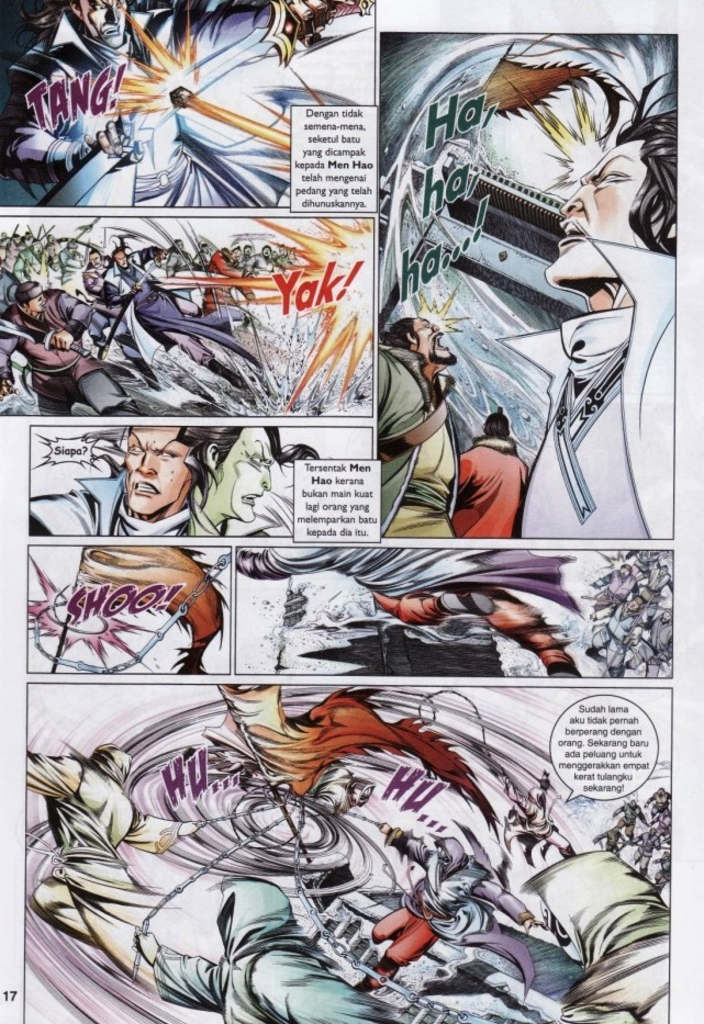 TANG!
Dengan tidak
semena-mena,
seketul batu
yang dicampak
kepada Men Hao
telah mengenai
pedang yang telah
dihunuskannya.
Ha,
ha,
ha...!
Yak!
Siapa?
Tersentak Men
Hao kerana
bukan main kuat
lagi orang yang
melemparkan batu
kepada dia itu.
SHOO!
Sudah lama
aku tidak pernah
berperang dengan
orang. Sekarang baru
ada peluang untuk
menggerakkan empat
kerat tulangku
sekarang!
HU...
HU...
17